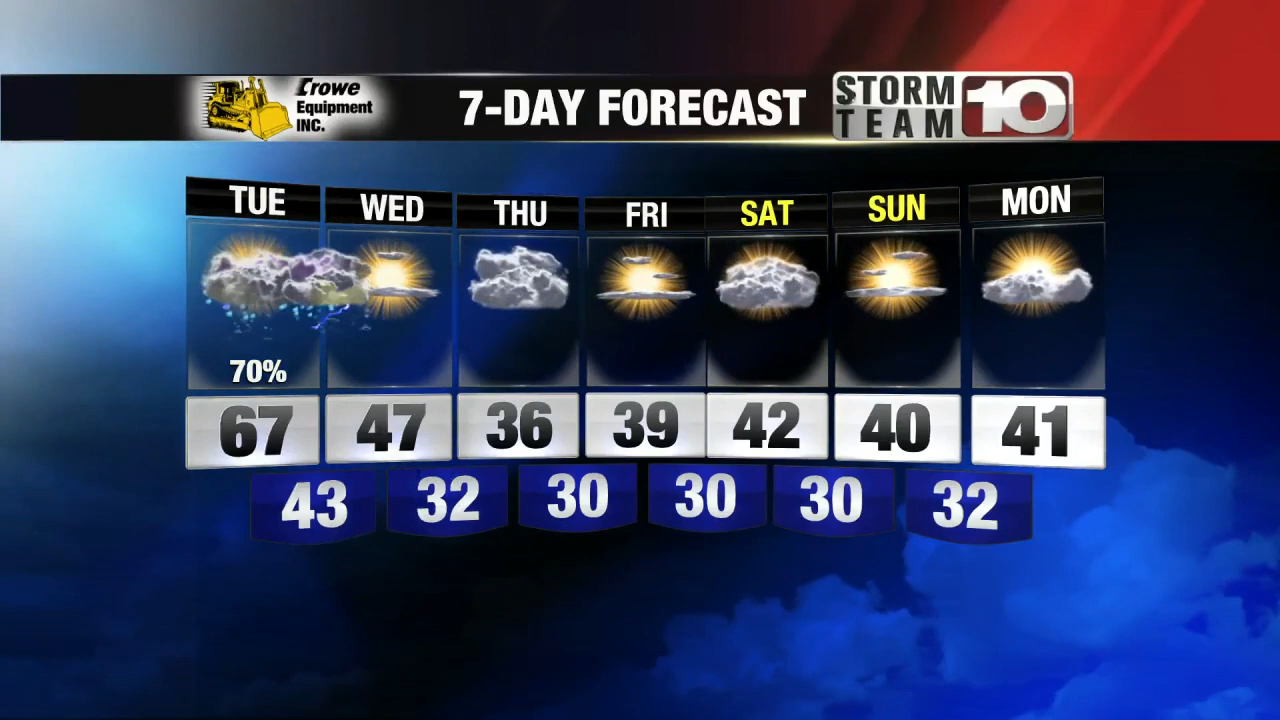 Crowe
Equipment
INC.
7-DAY FORECAST
STORM
TEAM
10
TUE WED THU FRI SAT SUN MON
70%
67 47 36 39 42 40 41
43 32 30 30 30 32